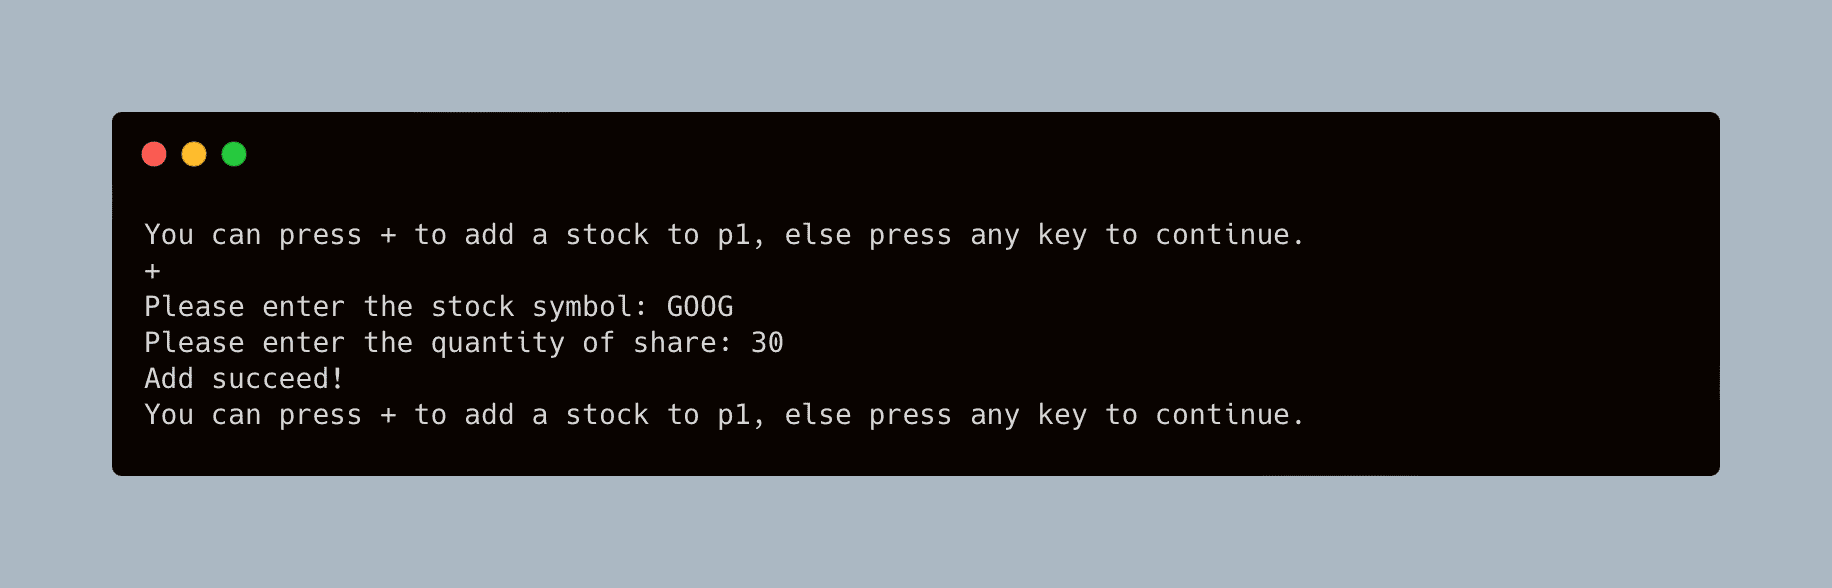 You can press + to add a stock to p1, else press any key to continue.
+
Please enter the stock symbol: GOOG
Please enter the quantity of share: 30
Add succeed!
You can press + to add a stock to p1, else press any key to continue.